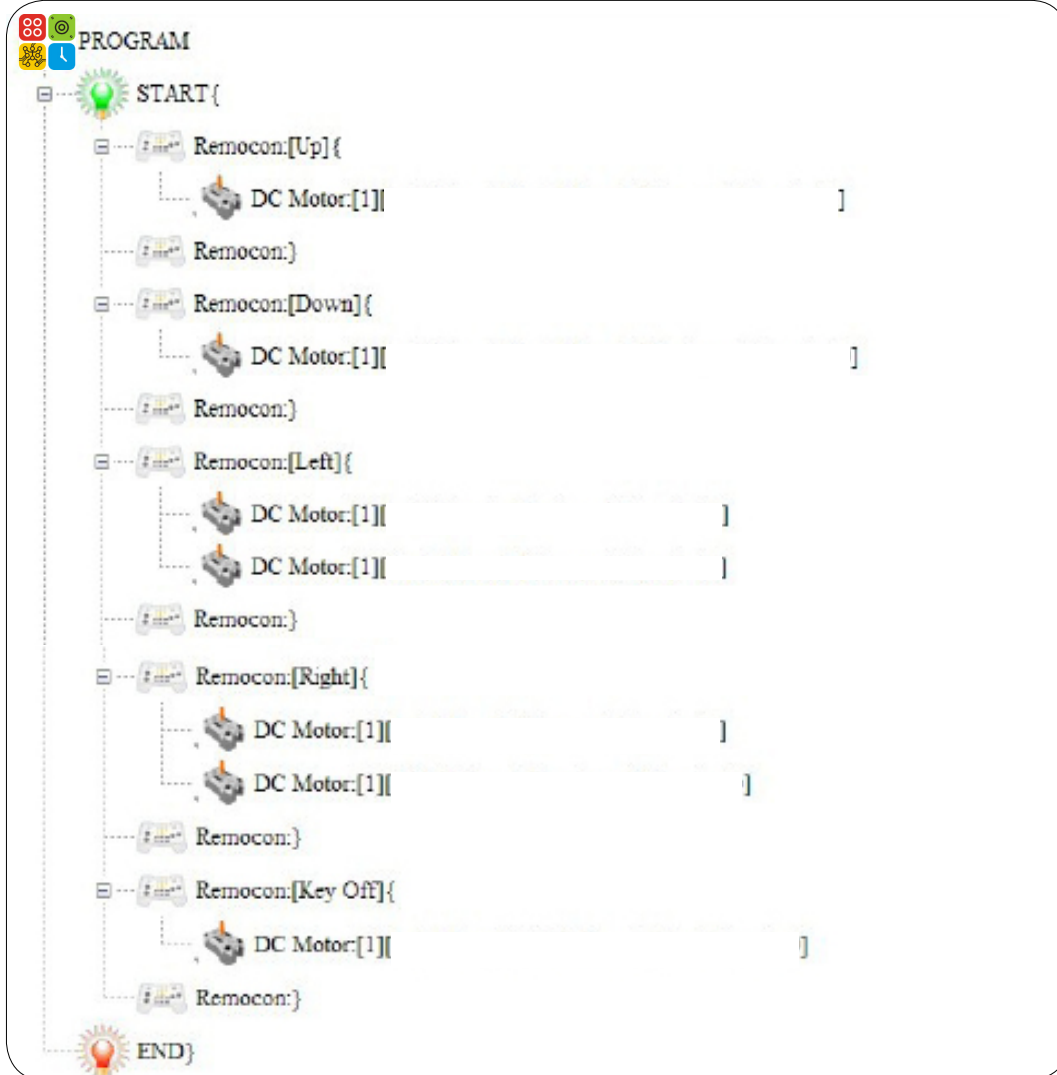 PROGRAM
START{
Remocon:[Up]{
DC Motor:[1][ ]
Remocon:}
Remocon:[Down]{
DC Motor:[1][ ]
Remocon:}
Remocon:[Left]{
DC Motor:[1][ ]
DC Motor:[1][ ]
Remocon:}
Remocon:[Right]{
DC Motor:[1][ ]
DC Motor:[1][ ]
Remocon:}
Remocon:[Key Off]{
DC Motor:[1][ ]
Remocon:}
END}